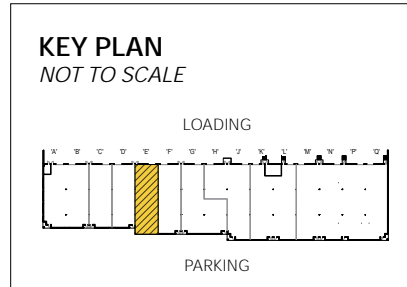 KEY PLAN
NOT TO SCALE
LOADING
'A' 'B' 'C' 'D' 'E' 'F' 'G' 'H' 'J' 'K' 'L' 'M' 'N' 'P' 'Q'
PARKING